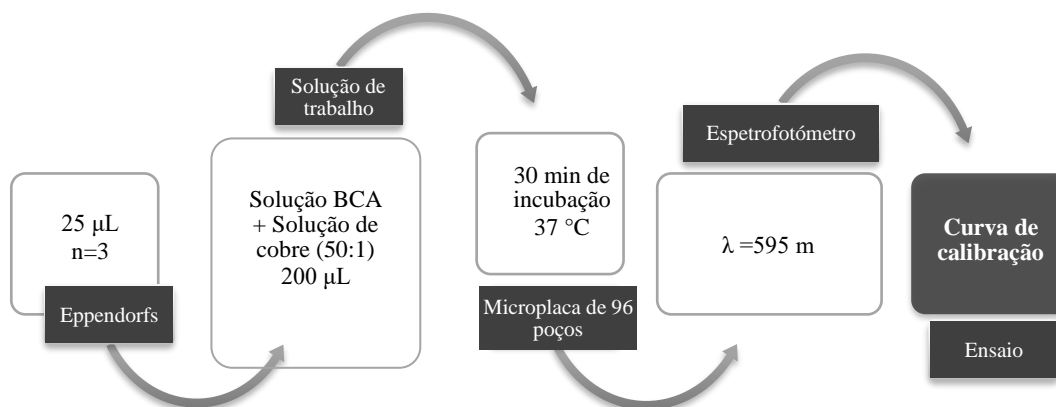 25 μL
n=3
Eppendorfs
Solução de
trabalho
Solução BCA
+ Solução de
cobre (50:1)
200 μL
30 min de
incubação
37 °C
Microplaca de 96
poços
Espetrofotómetro
λ =595 m
Curva de
calibração
Ensaio